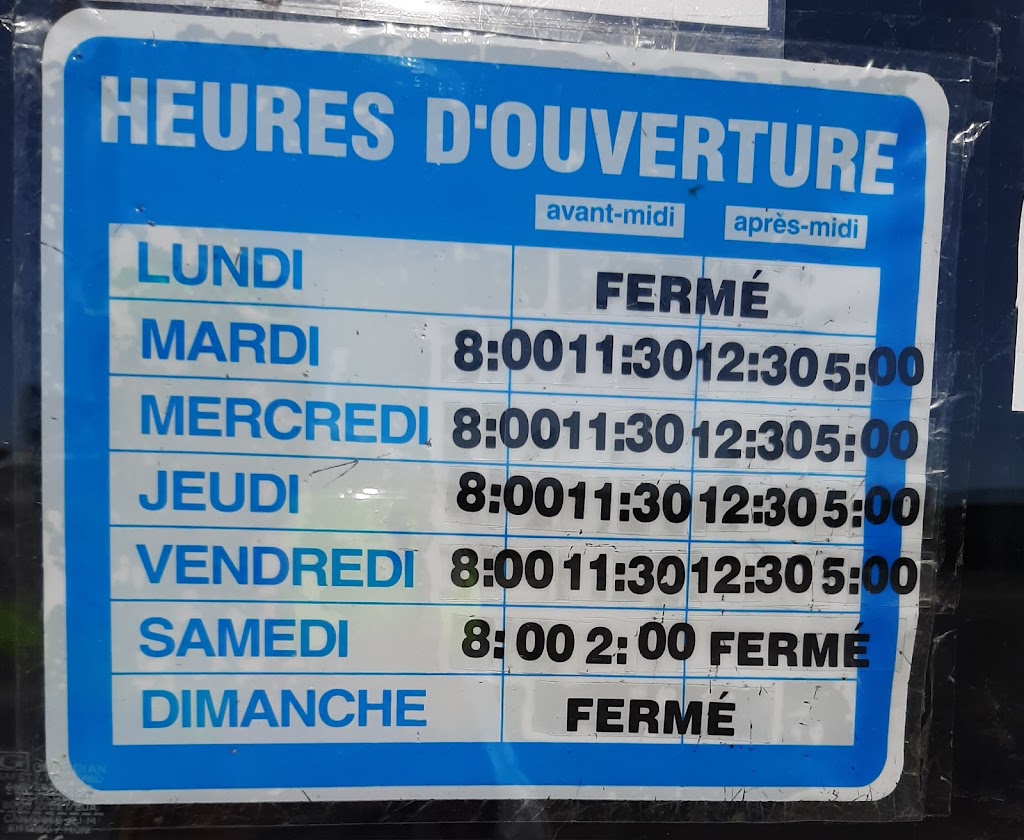 HEURES D'OUVERTURE
avant-midi après-midi
LUNDI FERMÉ
MARDI 8:00 11:30 12:30 5:00
MERCREDI 8:00 11:30 12:30 5:00
JEUDI 8:00 11:30 12:30 5:00
VENDREDI 8:00 11:30 12:30 5:00
SAMEDI 8:00 2:00 FERMÉ
DIMANCHE FERMÉ